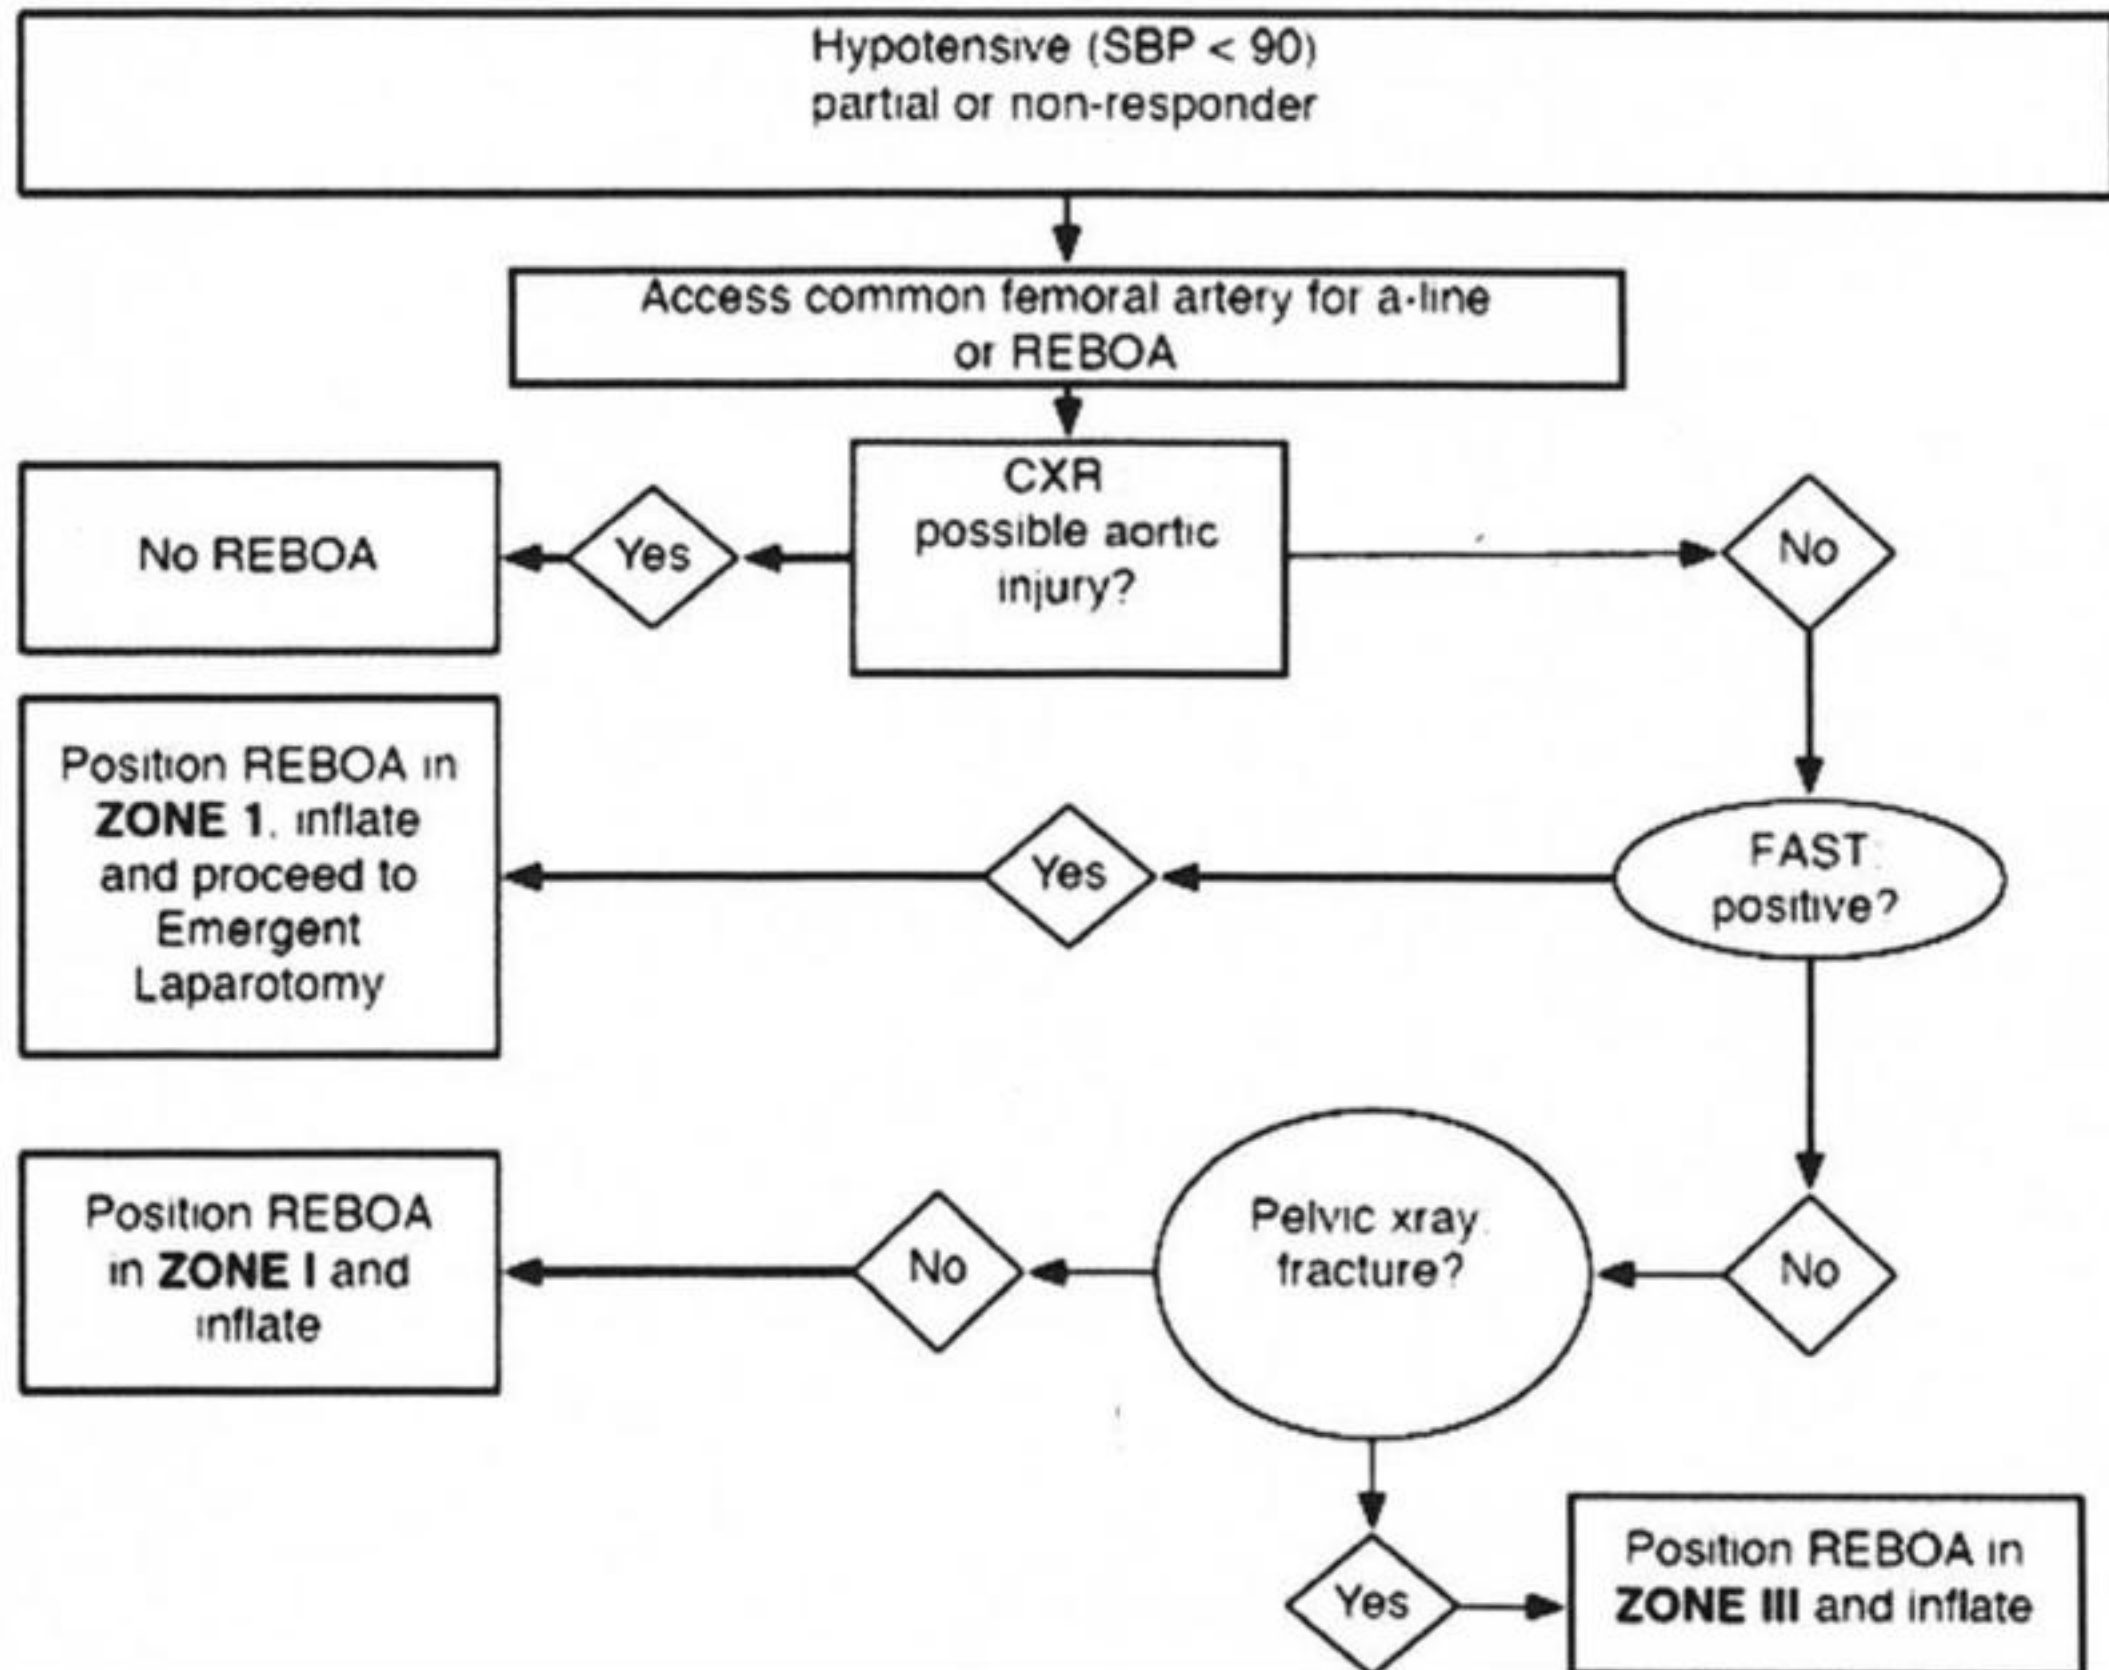 Hypotensive (SBP < 90)
partial or non-responder
Access common femoral artery for a-line
or REBOA
CXR
possible aortic
injury?
No REBOA
Yes
No
Position REBOA in
ZONE 1, inflate
and proceed to
Emergent
Laparotomy
Yes
FAST:
positive?
Position REBOA
in ZONE I and
inflate
No
Pelvic xray:
fracture?
No
Yes
Position REBOA in
ZONE III and inflate